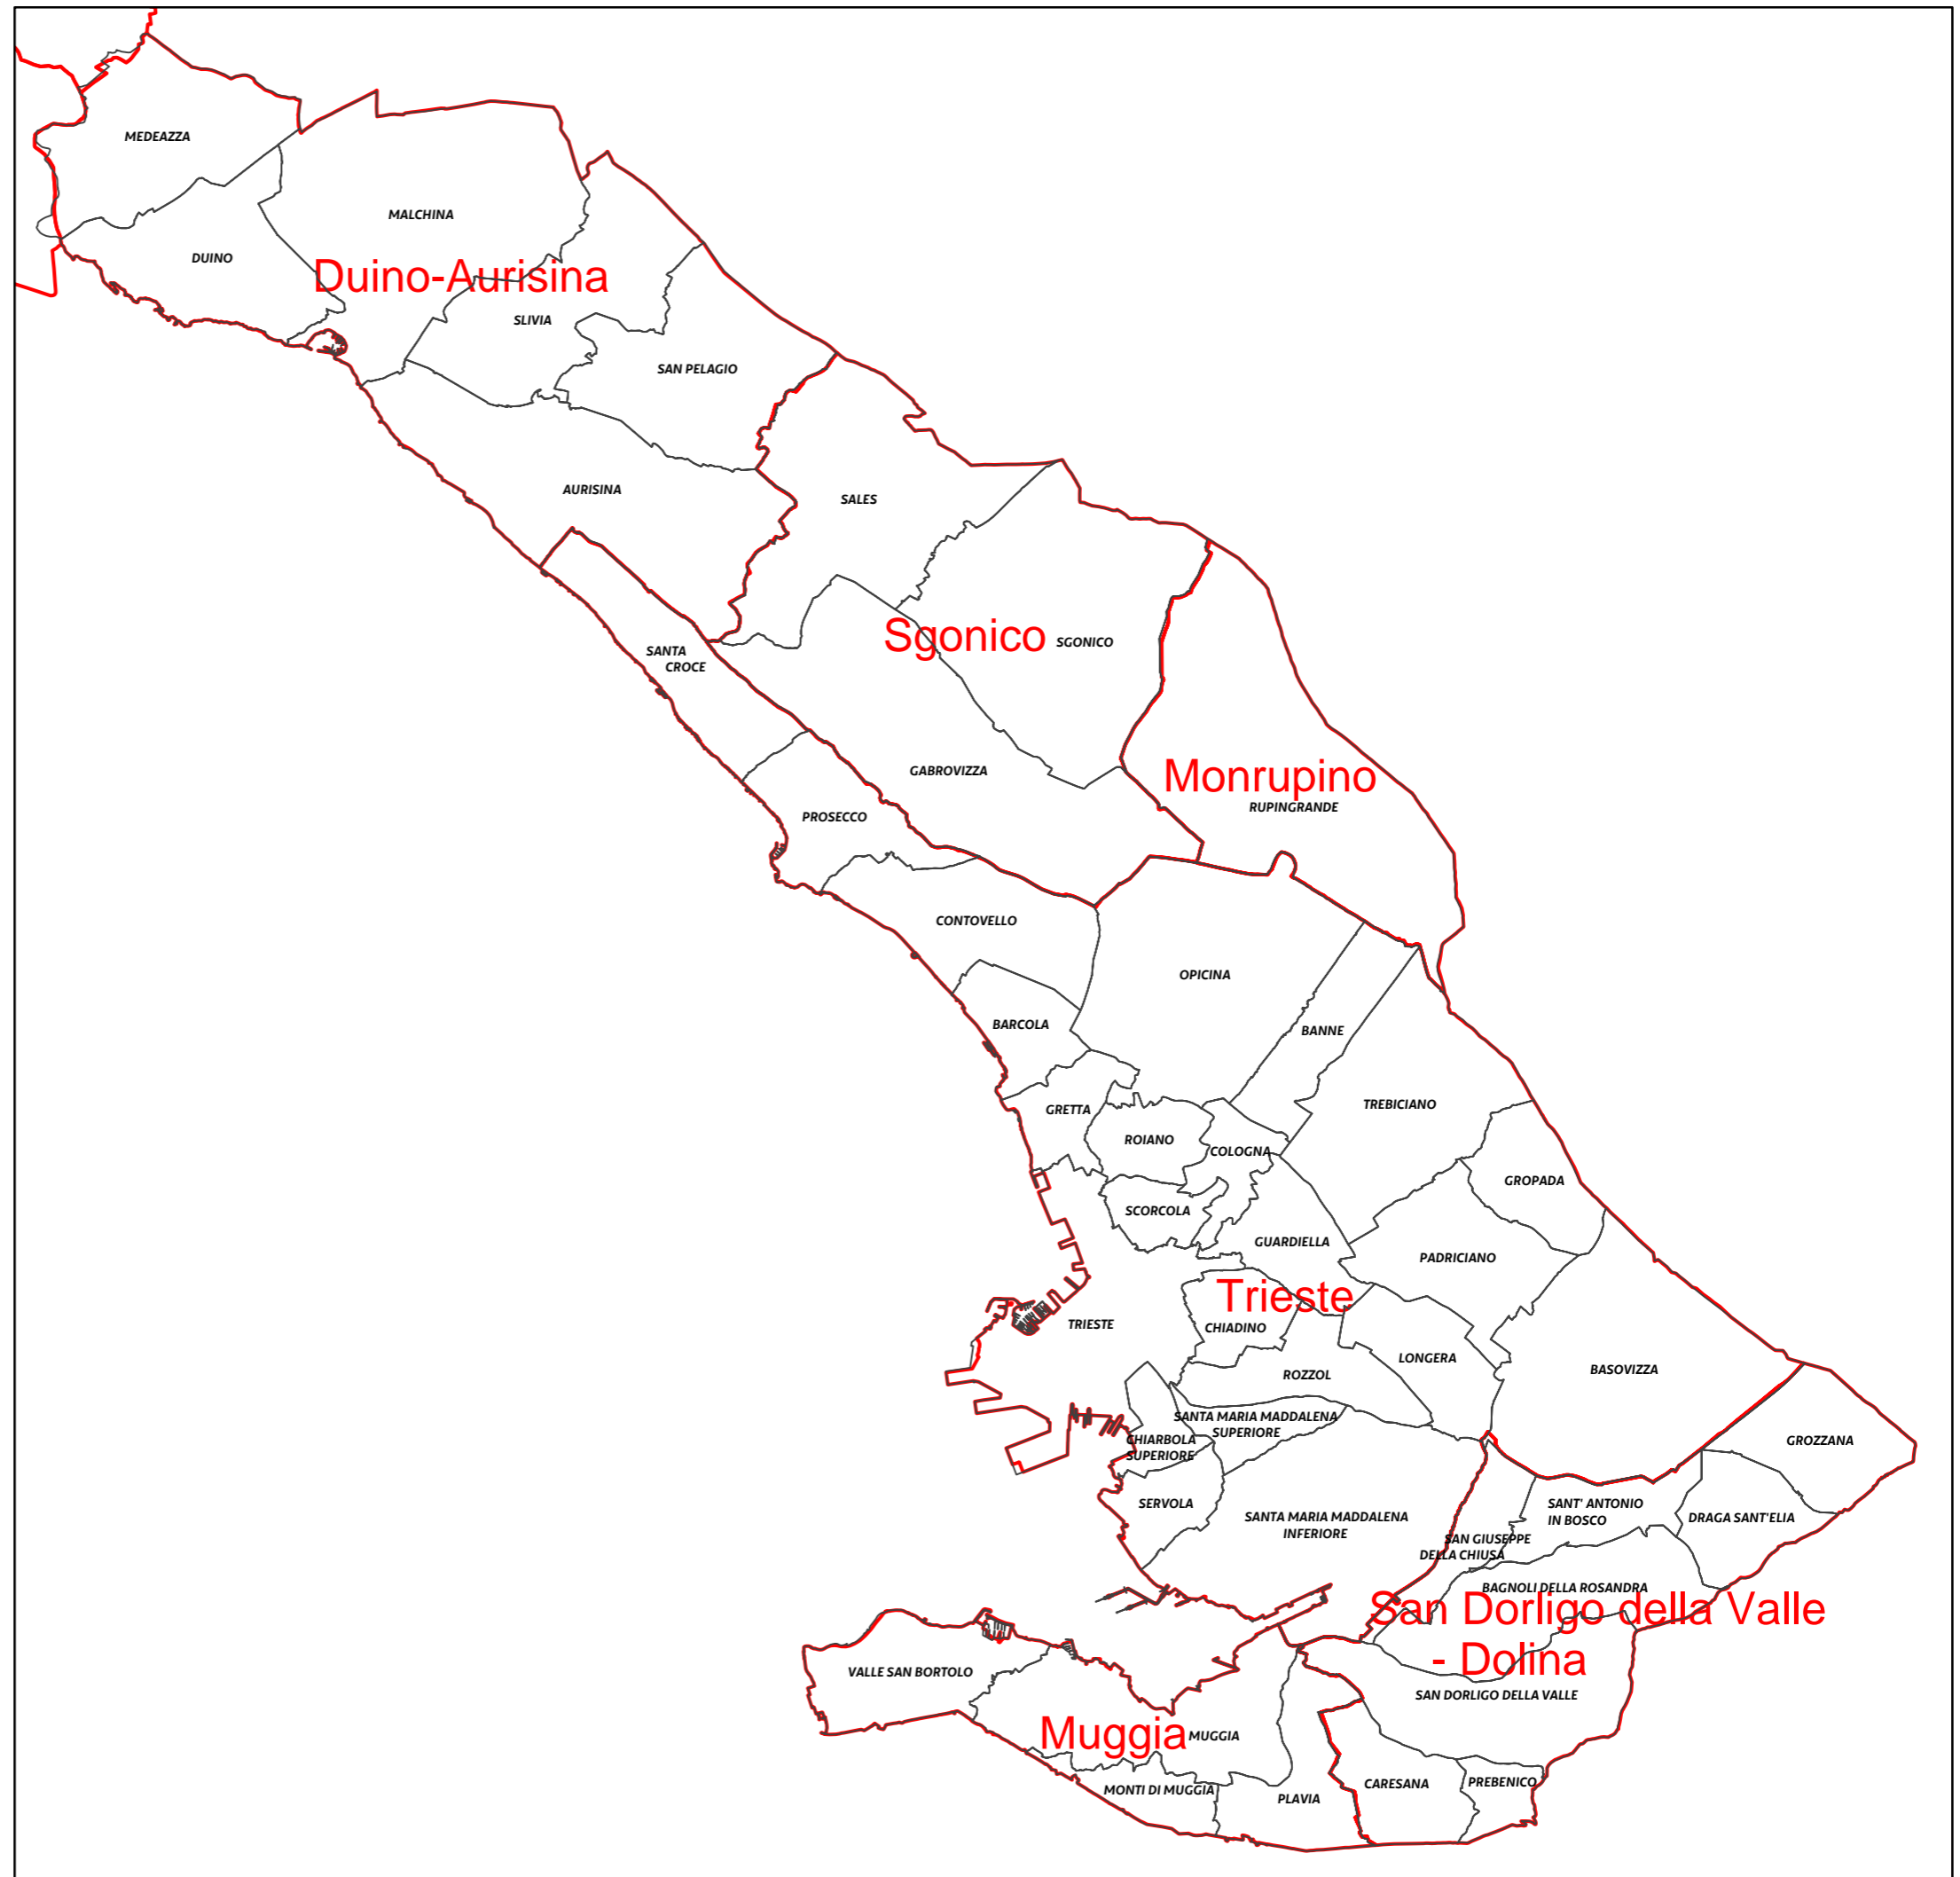 MEDEAZZA
MALCHINA
DUINO
Duino-Aurisina
SLIVIA
SAN PELAGIO
AURISINA
SALES
Sgonico
SGONICO
SANTA
CROCE
GABROVIZZA
Monrupino
RUPINGRANDE
PROSECCO
CONTOVELLO
OPICINA
BARCOLA
BANNE
GRETTA
TREBICIANO
ROIANO
COLOGNA
GROPADA
SCORCOLA
GUARDIELLA
PADRICIANO
Trieste
TRIESTE
CHIADINO
LONGERA
BASOVIZZA
ROZZOL
SANTA MARIA MADDALENA
SUPERIORE
CHIARBOLA
SUPERIORE
GROZZANA
SERVOLA
SANTA MARIA MADDALENA
INFERIORE
SANT' ANTONIO
IN BOSCO
DRAGA SANT'ELIA
SAN GIUSEPPE
DELLA CHIUSA
BAGNOLI DELLA ROSANDRA
San Dorligo della Valle
- Dolina
VALLE SAN BORTOLO
SAN DORLIGO DELLA VALLE
Muggia
MUGGIA
MONTI DI MUGGIA
PLAVIA
CARESANA
PREBENICO